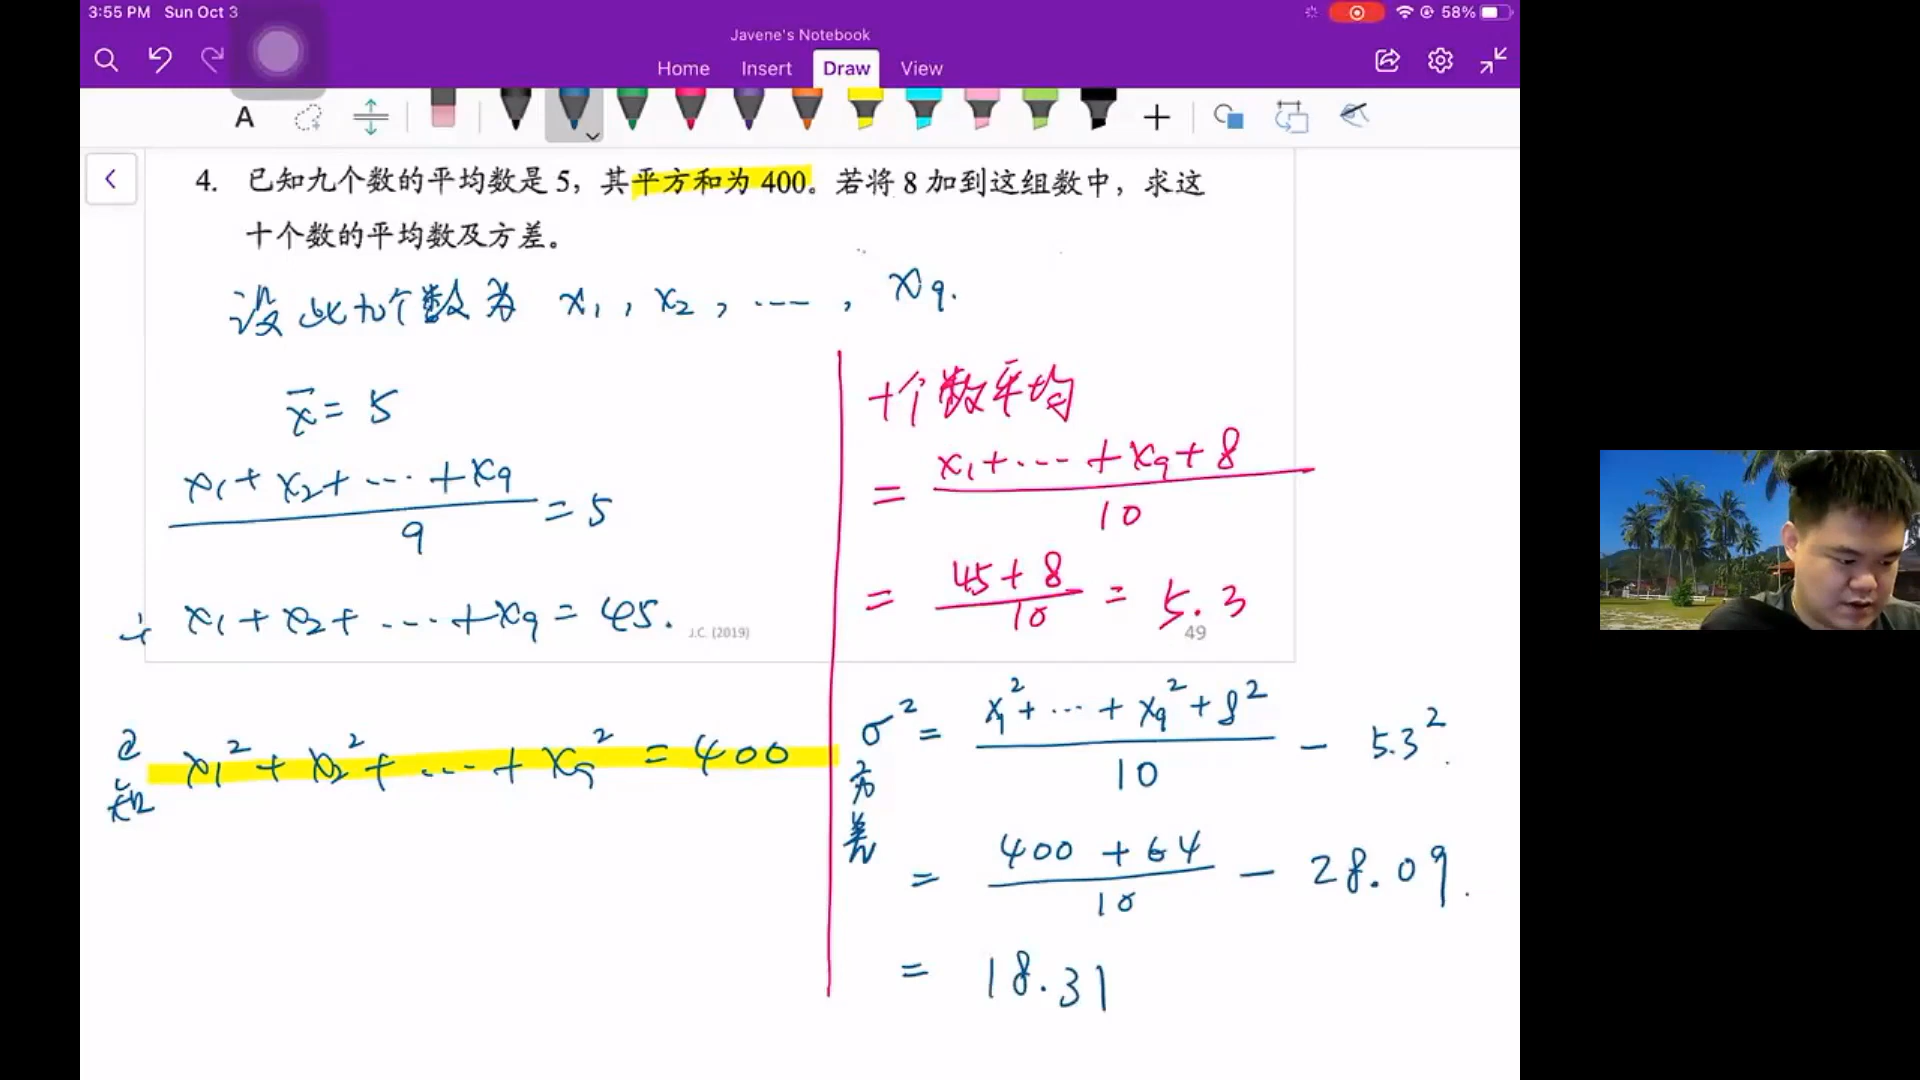 3:55 PM Sun Oct 3
58%
Javene's Notebook
Home Insert Draw View
A
4. 已知九个数的平均数是 5，其平方和为 400。若将 8 加到这组数中，求这
十个数的平均数及方差。
设此九个数为 x₁, x₂, ..., x₉.
x̄ = 5
(x₁ + x₂ + ... + x₉)/9 = 5
x₁ + x₂ + ... + x₉ = 45.
J.C. (2019)
已知 x₁² + x₂² + ... + x₉² = 400
十个数平均
= (x₁ + ... + x₉ + 8)/10
= (45 + 8)/10 = 5.3
49
方差 σ² = (x₁² + ... + x₉² + 8²)/10 - 5.3².
= (400 + 64)/10 - 28.09.
= 18.31